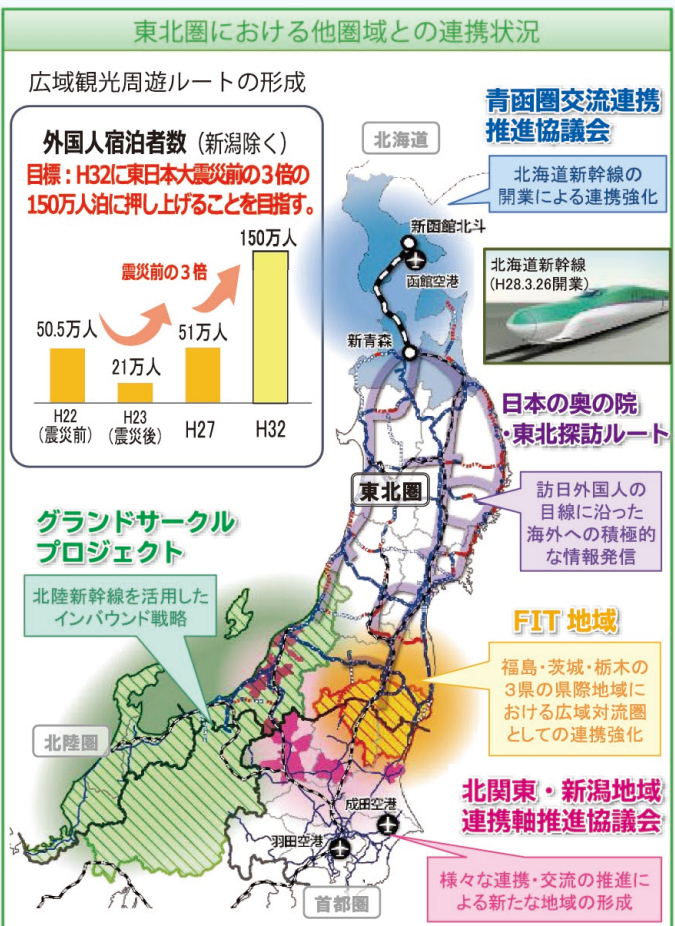 東北圏における他圏域との連携状況
広域観光周遊ルートの形成
外国人宿泊者数（新潟除く）
目標：H32に東日本大震災前の３倍の
150万人泊に押し上げることを目指す。
150万人
震災前の３倍
50.5万人
21万人
51万人
H22
（震災前）
H23
（震災後）
H27
H32
青函圏交流連携
推進協議会
北海道新幹線の
開業による連携強化
北海道
新函館北斗
函館空港
新青森
北海道新幹線
（H28.3.26開業）
日本の奥の院
・東北探訪ルート
訪日外国人の
目線に沿った
海外への積極的
な情報発信
東北圏
グランドサークル
プロジェクト
北陸新幹線を活用した
インバウンド戦略
FIT 地域
福島・茨城・栃木の
３県の県際地域に
おける広域対流圏
としての連携強化
北陸圏
北関東・新潟地域
連携軸推進協議会
様々な連携・交流の推進に
よる新たな地域の形成
成田空港
羽田空港
首都圏